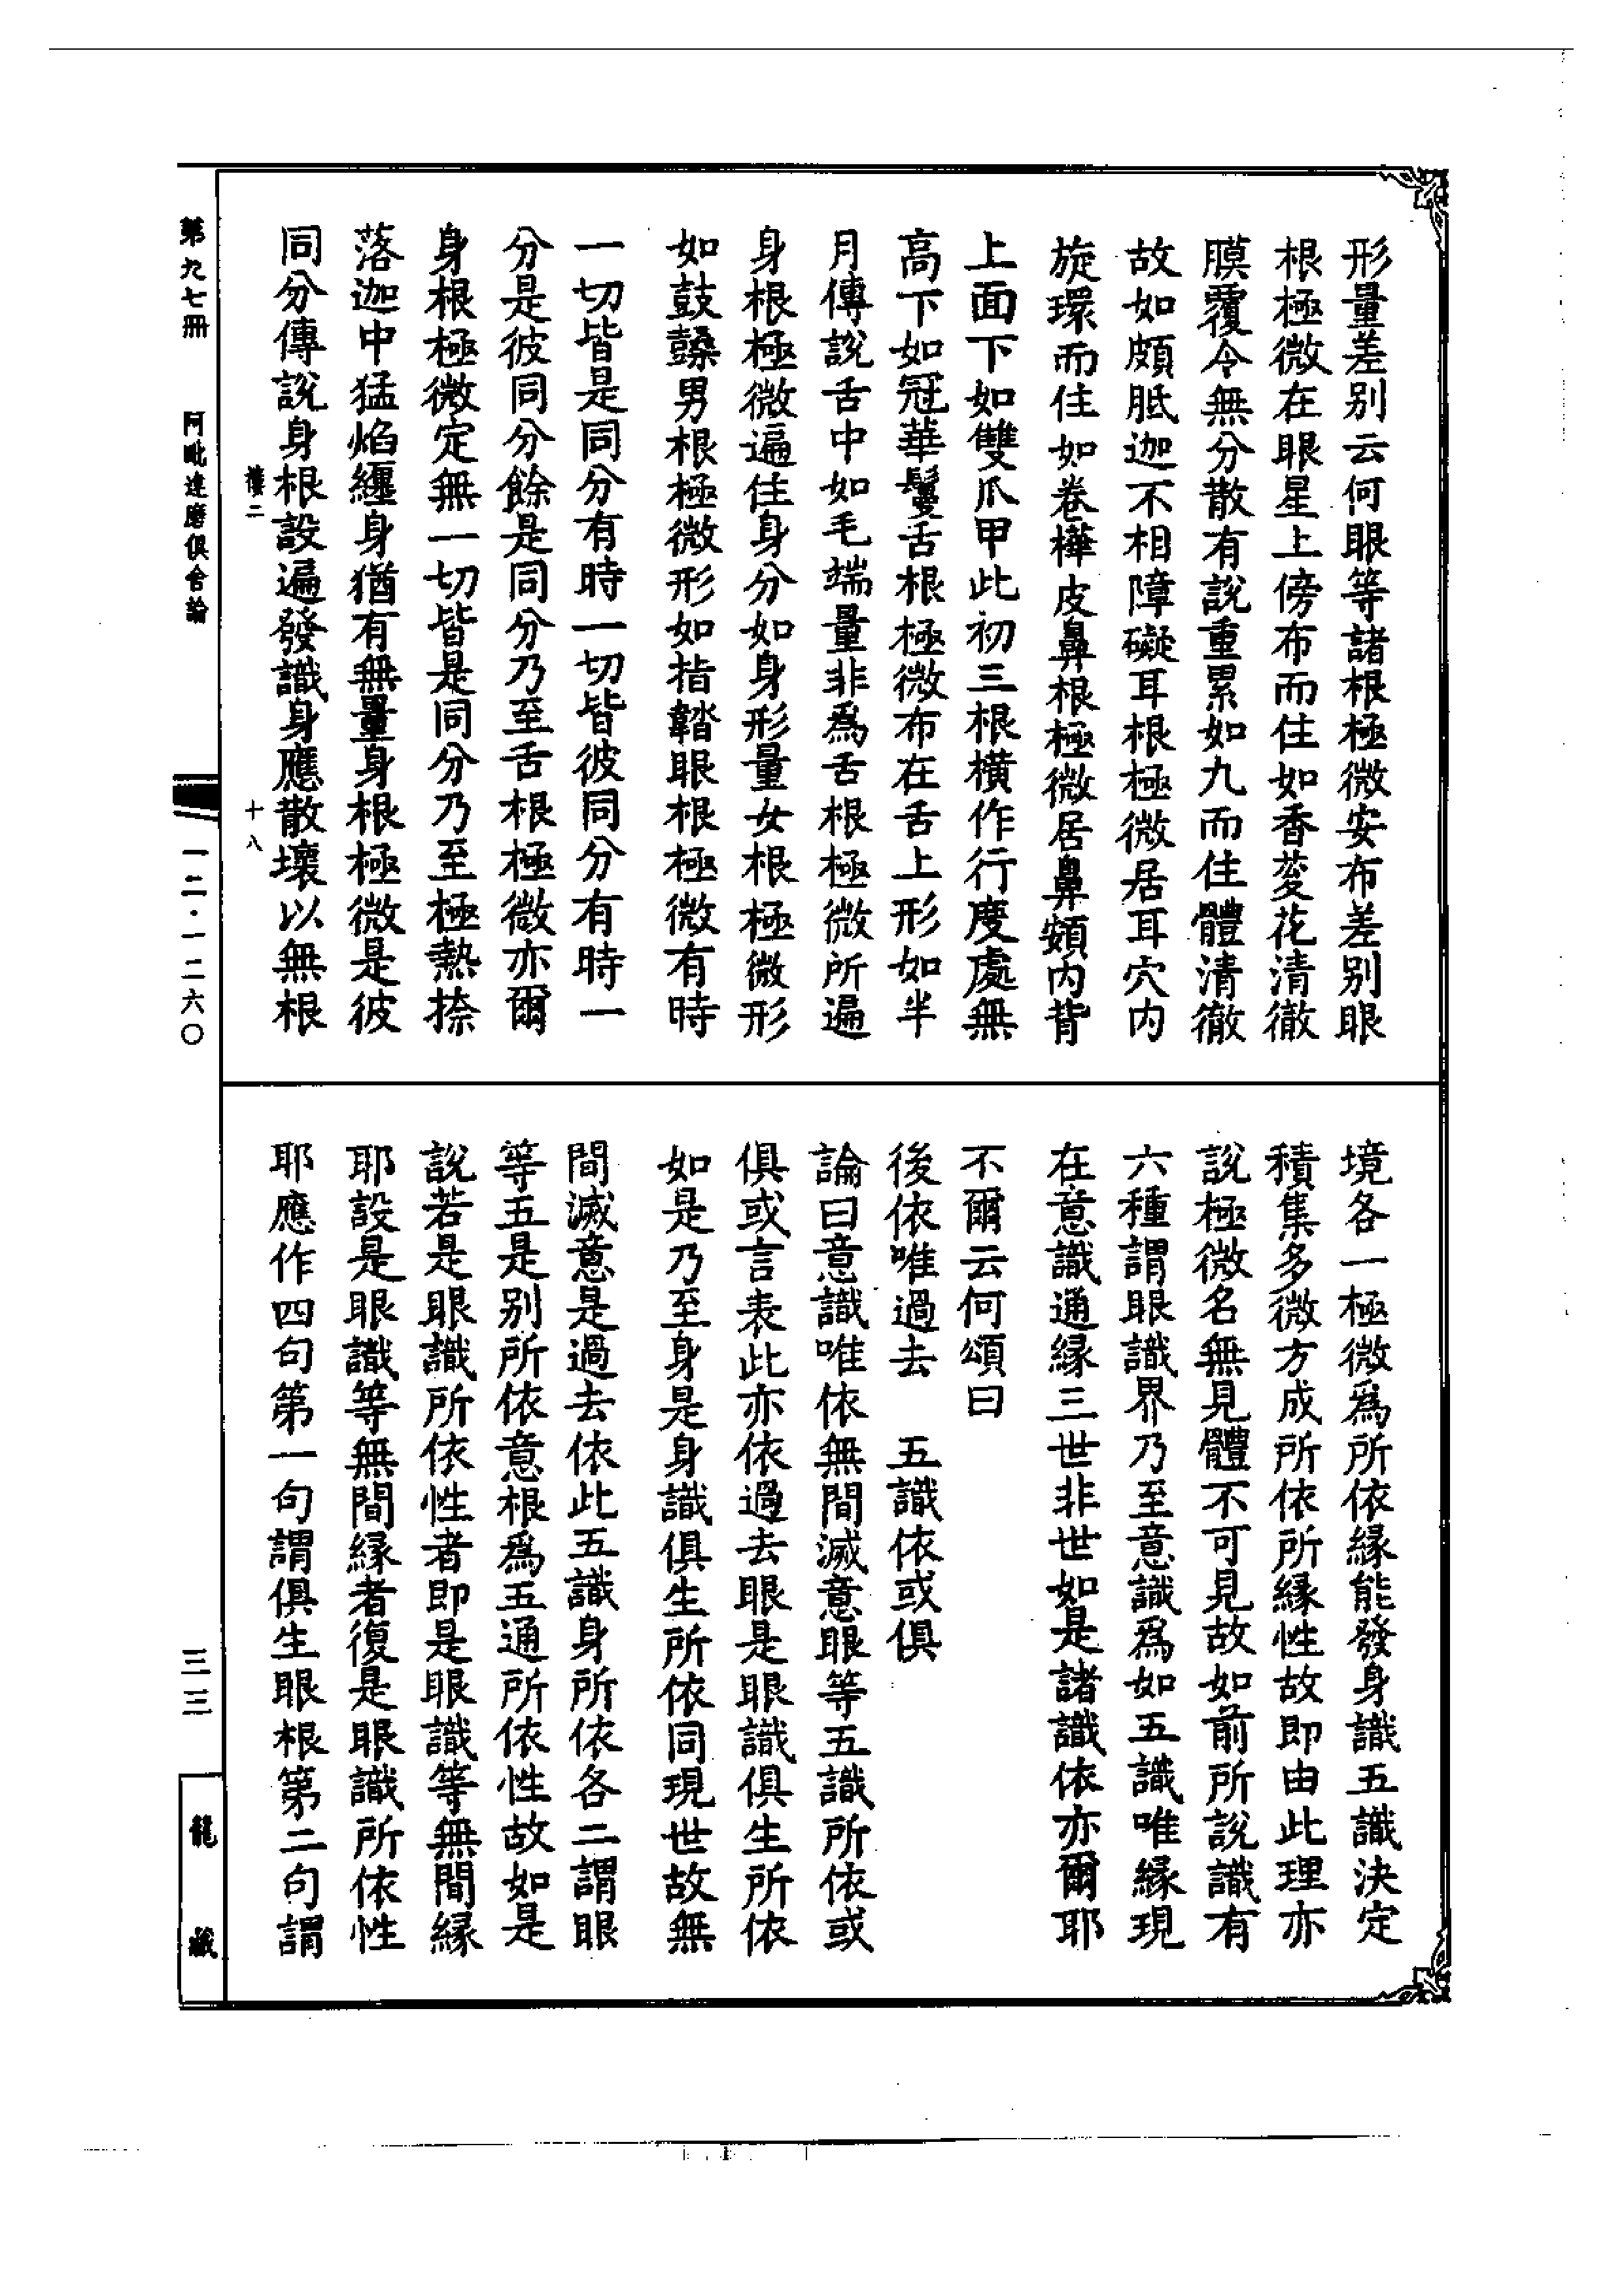 形量差别云何眼等諸根極微安布差别眼
根極微在眼星上傍布而住如香荾花清徹
膜覆令無分散有說重累如九而住體清徹
故如頗胝迦不相障礙耳根極微居耳穴内
旋環而住如卷樺皮鼻根極微居鼻頞内背
上面下如雙爪甲此初三根横作行度處無
高下如冠華鬘舌根極微布在舌上形如半
月傳說舌中如毛端量非爲舌根極微所遍
身根極微遍住身分如身形量女根極微形
如鼓䫜男根極微形如指䪚眼根極微有時
一切皆是同分有時一切皆彼同分有時一
分是彼同分餘是同分乃至舌根極微亦爾
身根極微定無一切皆是同分乃至極熱捺
落迦中猛焰纏身猶有無量身根極微是彼
同分傳說身根設遍發識身應散壞以無根
樓二
十八
境各一極微爲所依緣能發身識五識決定
積集多微方成所依所緣性故即由此理亦
說極微名無見體不可見故如前所說識有
六種謂眼識界乃至意識爲如五識唯緣現
在意識通緣三世非世如是諸識依亦爾耶
不爾云何頌曰
後依唯過去 五識依或俱
論曰意識唯依無間滅意眼等五識所依或
俱或言表此亦依過去眼是眼識俱生所依
如是乃至身是身識俱生所依同現世故無
間滅意是過去依此五識身所依各二謂眼
等五是别所依意根爲五通所依性故如是
說若是眼識所依性者即是眼識等無間緣
耶設是眼識等無間緣者復是眼識所依性
耶應作四句第一句謂俱生眼根第二句謂
第九七冊
阿毗達磨俱舍論
一二·一二六〇
三三
龍藏